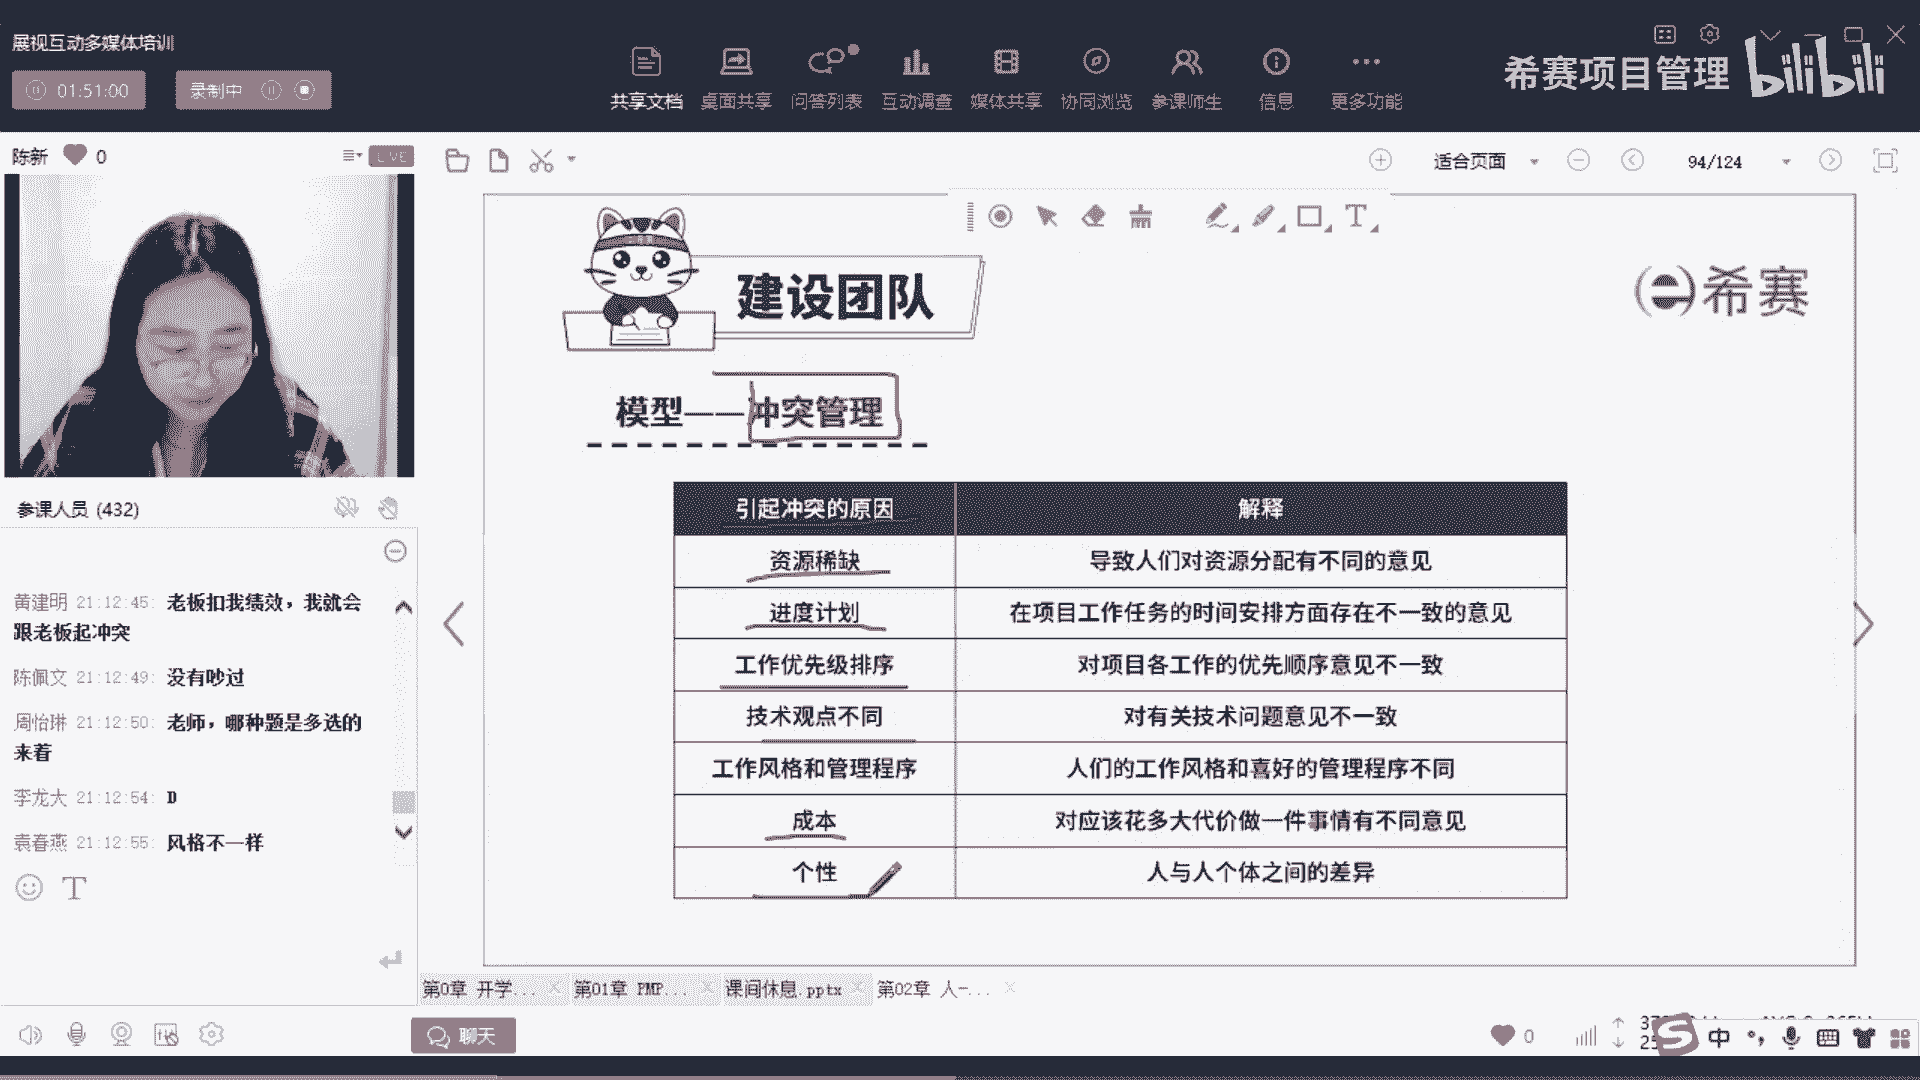 展视互动多媒体培训
01:51:00
录制中
共享文档
桌面共享
问答列表
互动调查
媒体共享
协同浏览
参课师生
信息
更多功能
希赛项目管理
bilibili
陈新
0
LIVE
适合页面
94/124
T
建设团队
希赛
模型——冲突管理
引起冲突的原因
解释
资源稀缺
导致人们对资源分配有不同的意见
进度计划
在项目工作任务的时间安排方面存在不一致的意见
工作优先级排序
对项目各工作的优先顺序意见不一致
技术观点不同
对有关技术问题意见不一致
工作风格和管理程序
人们的工作风格和喜好的管理程序不同
成本
对应该花多大代价做一件事情有不同意见
个性
人与人个体之间的差异
参课人员 (432)
黄建明 21:12:45: 老板扣我绩效，我就会
跟老板起冲突
陈佩文 21:12:49: 没有吵过
周怡琳 21:12:50: 老师，哪种题是多选的
来着
李龙大 21:12:54: D
袁春燕 21:12:55: 风格不一样
T
第0章 开学...
第01章 PMP...
课间休息.pptx
第02章 人-...
聊天
0
中